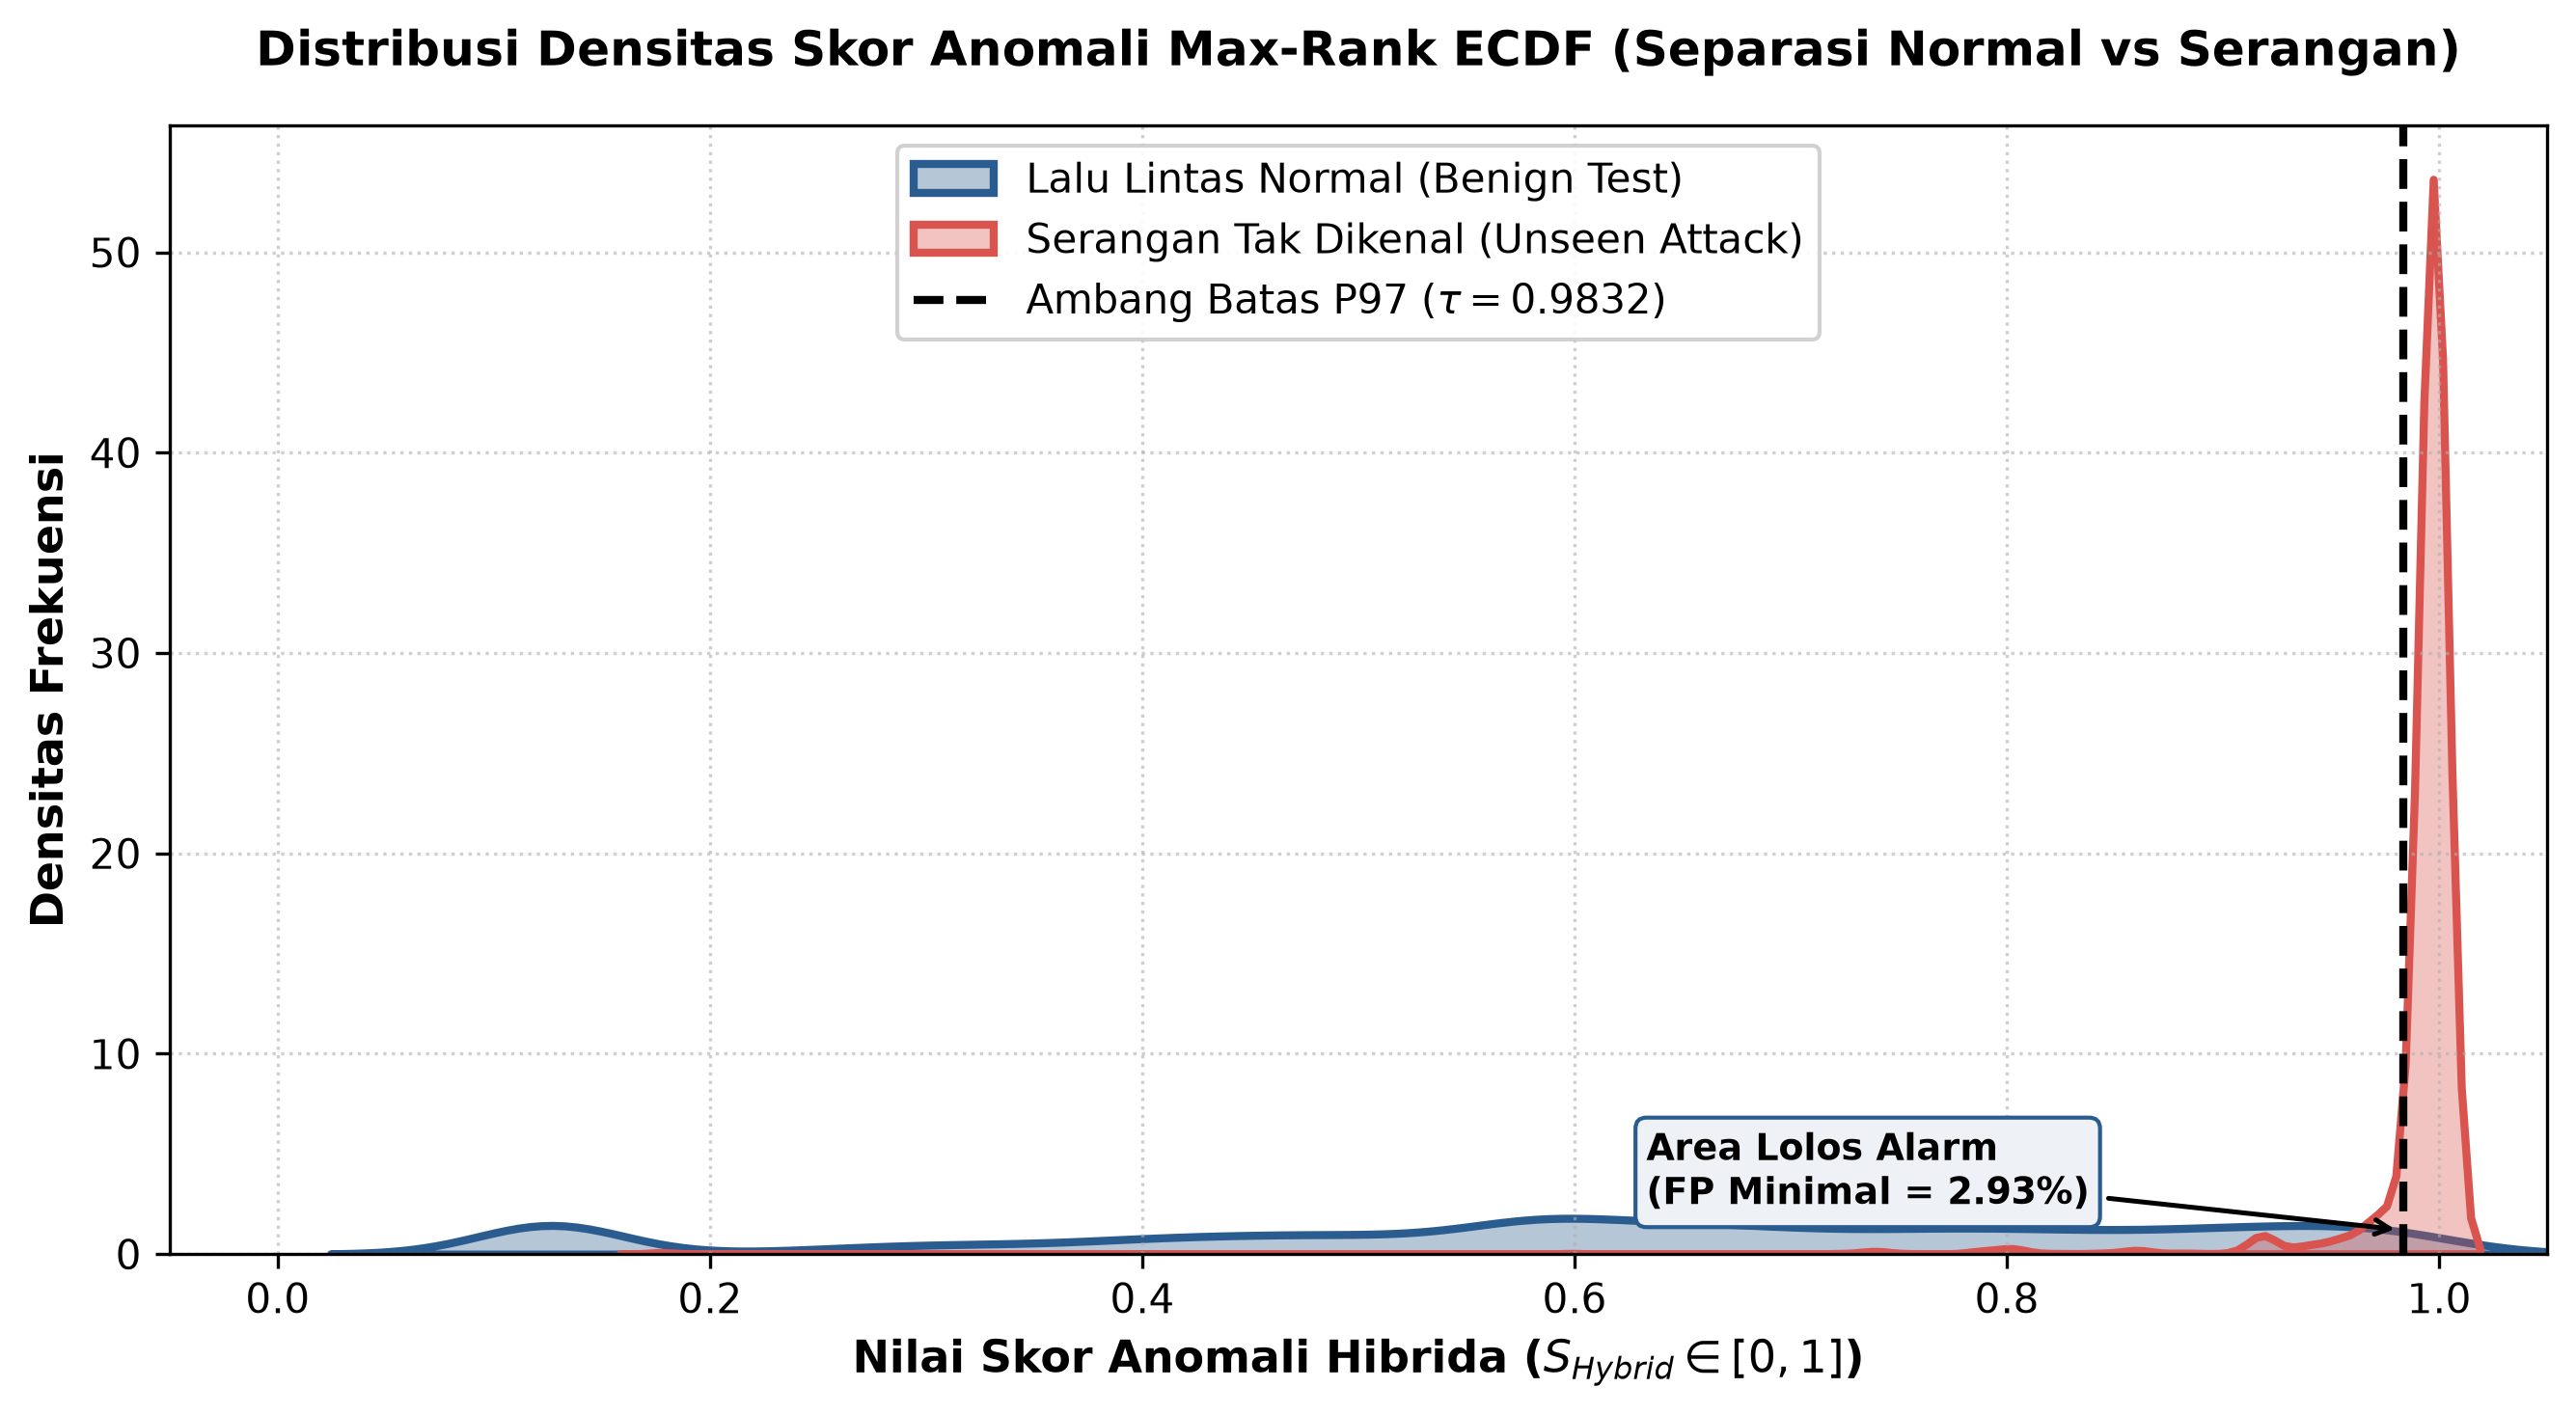 Distribusi Densitas Skor Anomali Max-Rank ECDF (Separasi Normal vs Serangan)
Lalu Lintas Normal (Benign Test)
Serangan Tak Dikenal (Unseen Attack)
Ambang Batas P97 (τ = 0.9832)
Densitas Frekuensi
50
40
30
20
10
0
Area Lolos Alarm
(FP Minimal = 2.93%)
0.0 0.2 0.4 0.6 0.8 1.0
Nilai Skor Anomali Hibrida (S_Hybrid ∈ [0, 1])